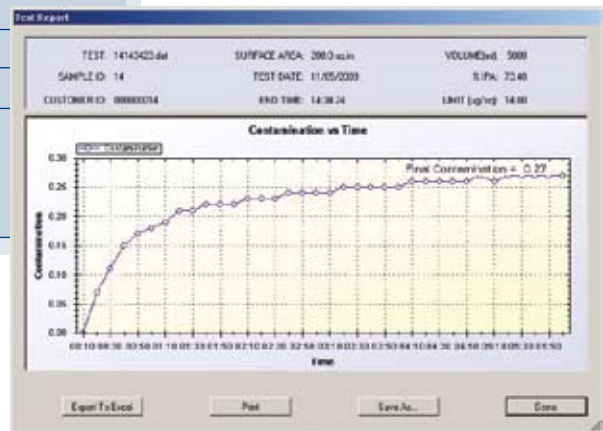 Test Report
TEST: 14143423.dat
SURFACE AREA: 200.0 sq.in
VOLUME(ml): 5000
SAMPLE ID: 14
TEST DATE: 11/05/2009
% IPA: 73.40
CUSTOMER ID:
END TIME: 14:38:24
LIMIT (ug/sq): 14.00
Contamination vs Time
Contamination
Final Contamination = 0.27
0.30
0.25
0.20
0.15
0.10
0.05
0.00
Contamination
Time
Export To Excel
Print
Save As...
Done